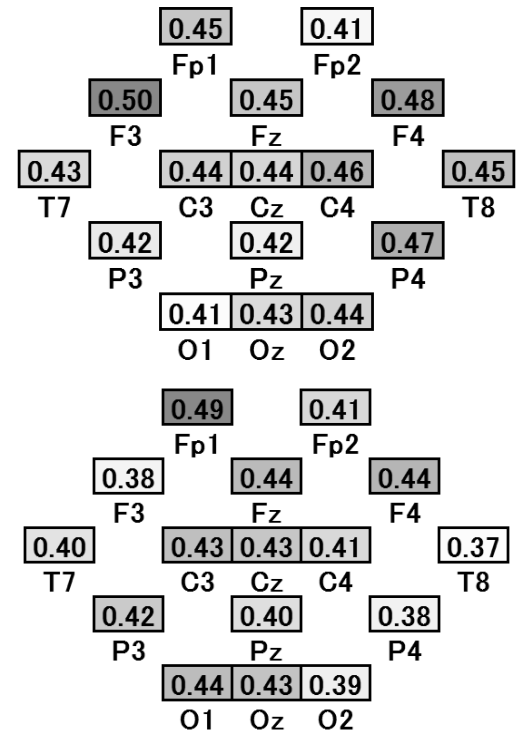 0.45 0.41
Fp1 Fp2
0.50 0.45 0.48
F3 Fz F4
0.43 0.44 0.44 0.46 0.45
T7 C3 Cz C4 T8
0.42 0.42 0.47
P3 Pz P4
0.41 0.43 0.44
O1 Oz O2
0.49 0.41
Fp1 Fp2
0.38 0.44 0.44
F3 Fz F4
0.40 0.43 0.43 0.41 0.37
T7 C3 Cz C4 T8
0.42 0.40 0.38
P3 Pz P4
0.44 0.43 0.39
O1 Oz O2